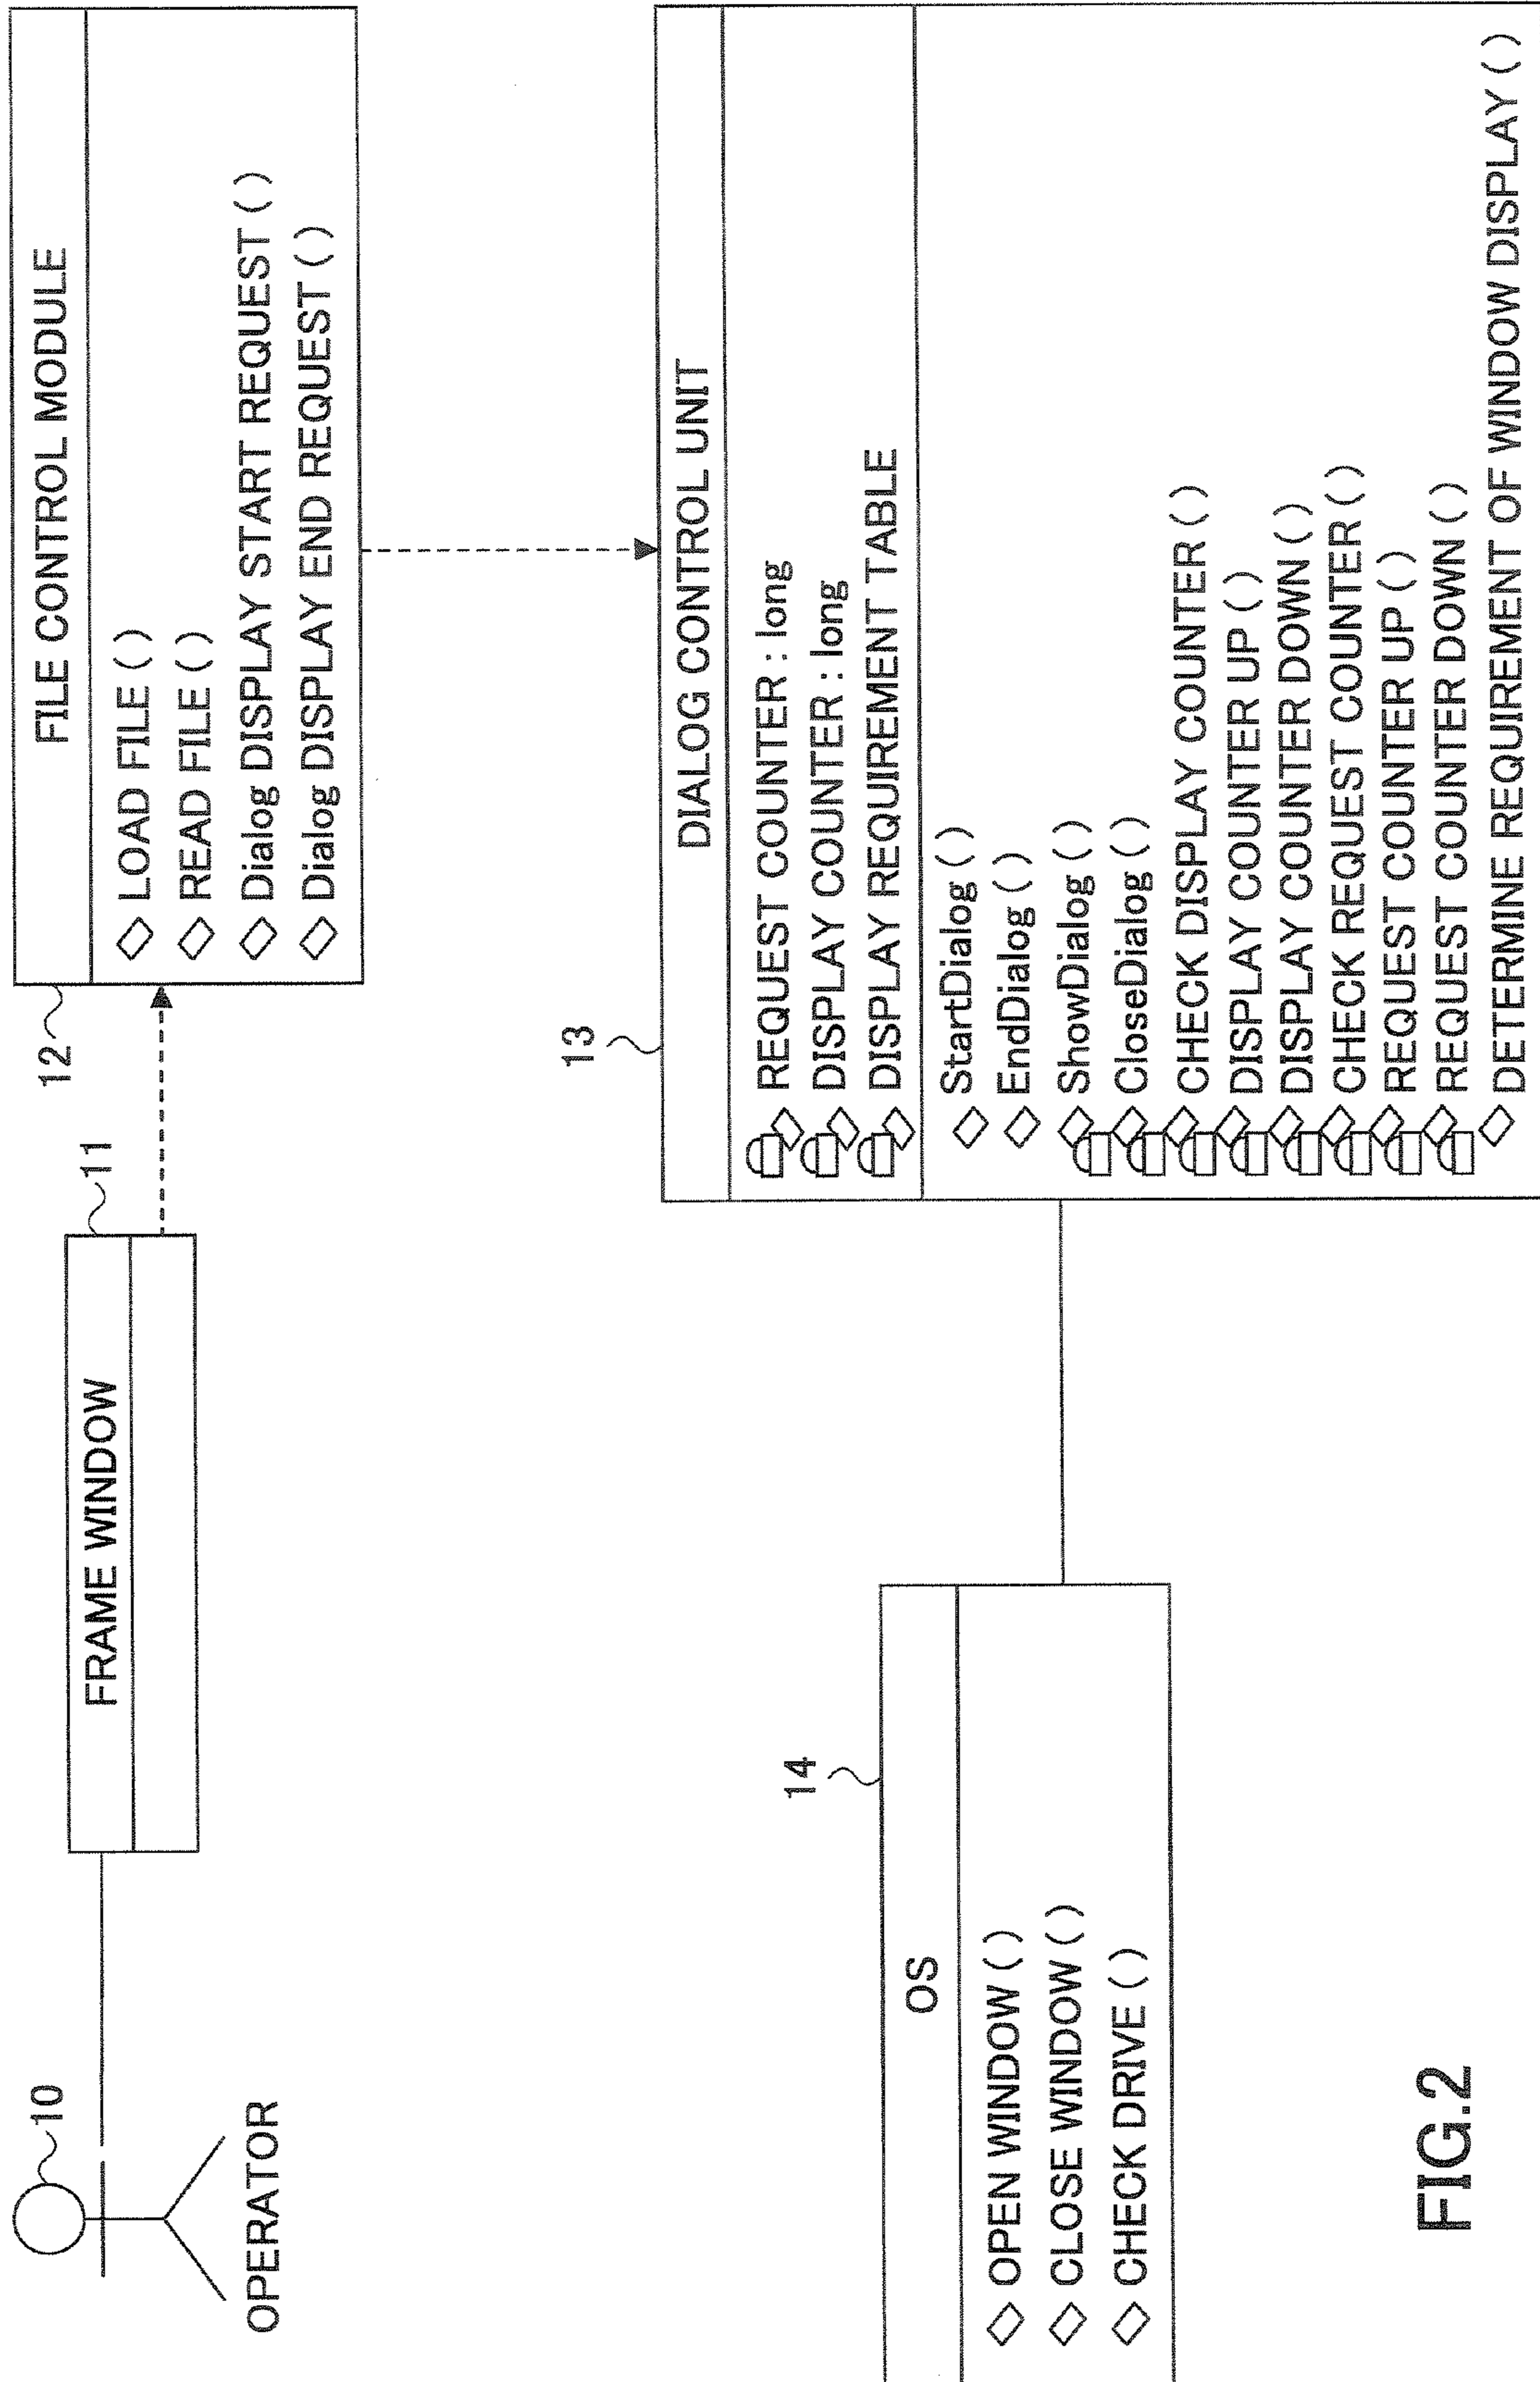 10
OPERATOR
11
FRAME WINDOW
12
FILE CONTROL MODULE
LOAD FILE ( )
READ FILE ( )
Dialog DISPLAY START REQUEST ( )
Dialog DISPLAY END REQUEST ( )
13
DIALOG CONTROL UNIT
REQUEST COUNTER : long
DISPLAY COUNTER : long
DISPLAY REQUIREMENT TABLE
StartDialog ( )
EndDialog ( )
ShowDialog ( )
CloseDialog ( )
CHECK DISPLAY COUNTER ( )
DISPLAY COUNTER UP ( )
DISPLAY COUNTER DOWN ( )
CHECK REQUEST COUNTER ( )
REQUEST COUNTER UP ( )
REQUEST COUNTER DOWN ( )
DETERMINE REQUIREMENT OF WINDOW DISPLAY ( )
14
OS
OPEN WINDOW ( )
CLOSE WINDOW ( )
CHECK DRIVE ( )
FIG.2